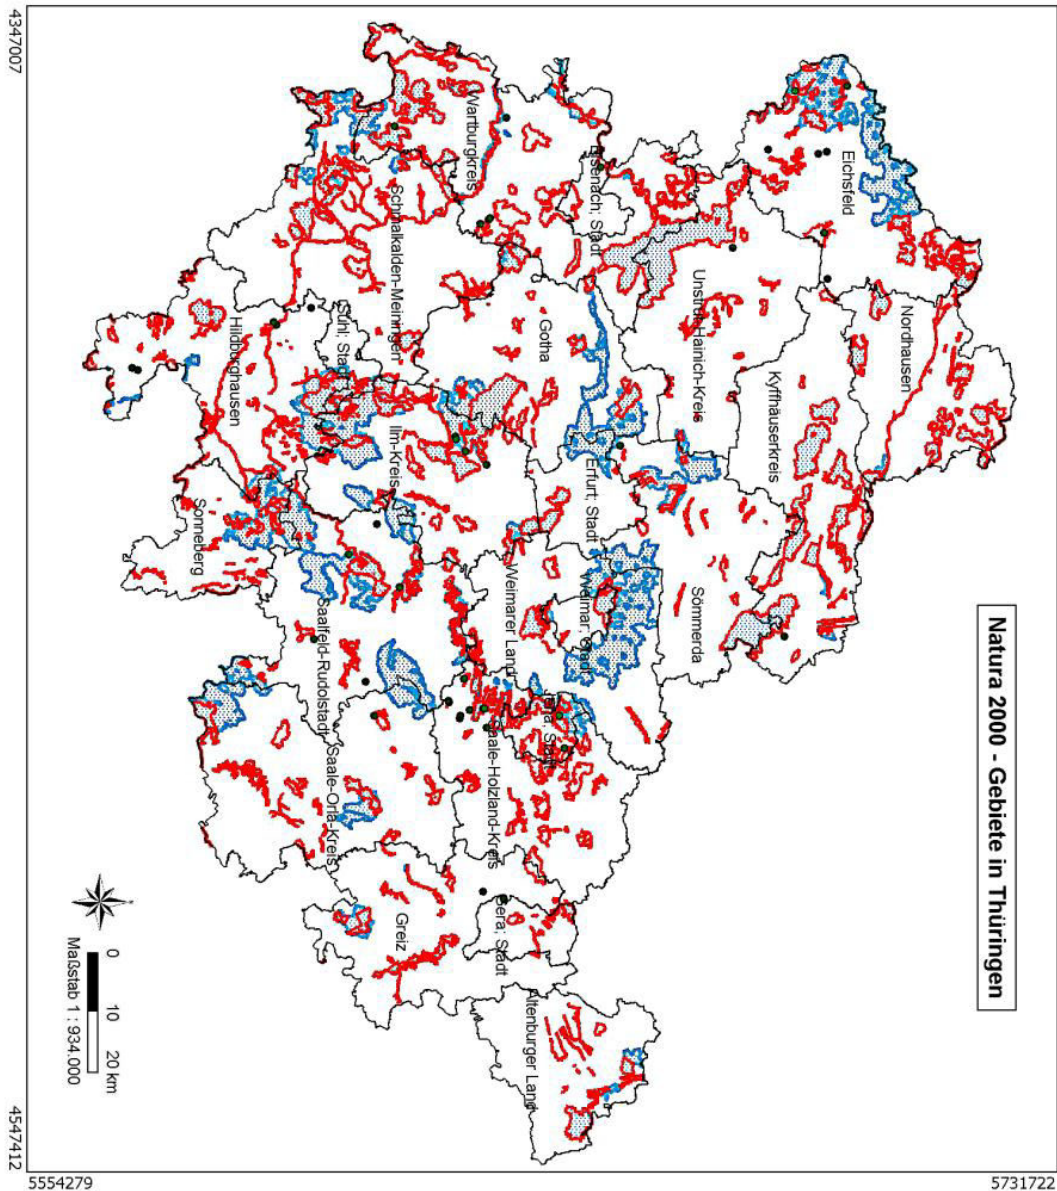 Natura 2000 - Gebiete in Thüringen
Eichsfeld
Nordhausen
Kyffhäuserkreis
Unstrut-Hainich-Kreis
Sömmerda
Eisenach; Stadt
Wartburgkreis
Gotha
Erfurt; Stadt
Weimar; Stadt
Weimarer Land
Jena; Stadt
Saale-Holzland-Kreis
Gera; Stadt
Altenburger Land
Schmalkalden-Meiningen
Suhl; Stadt
Ilm-Kreis
Hildburghausen
Sonneberg
Saalfeld-Rudolstadt
Saale-Orla-Kreis
Greiz
0 10 20 km
Maßstab 1 : 934.000
4347007
4547412
5554279
5731722